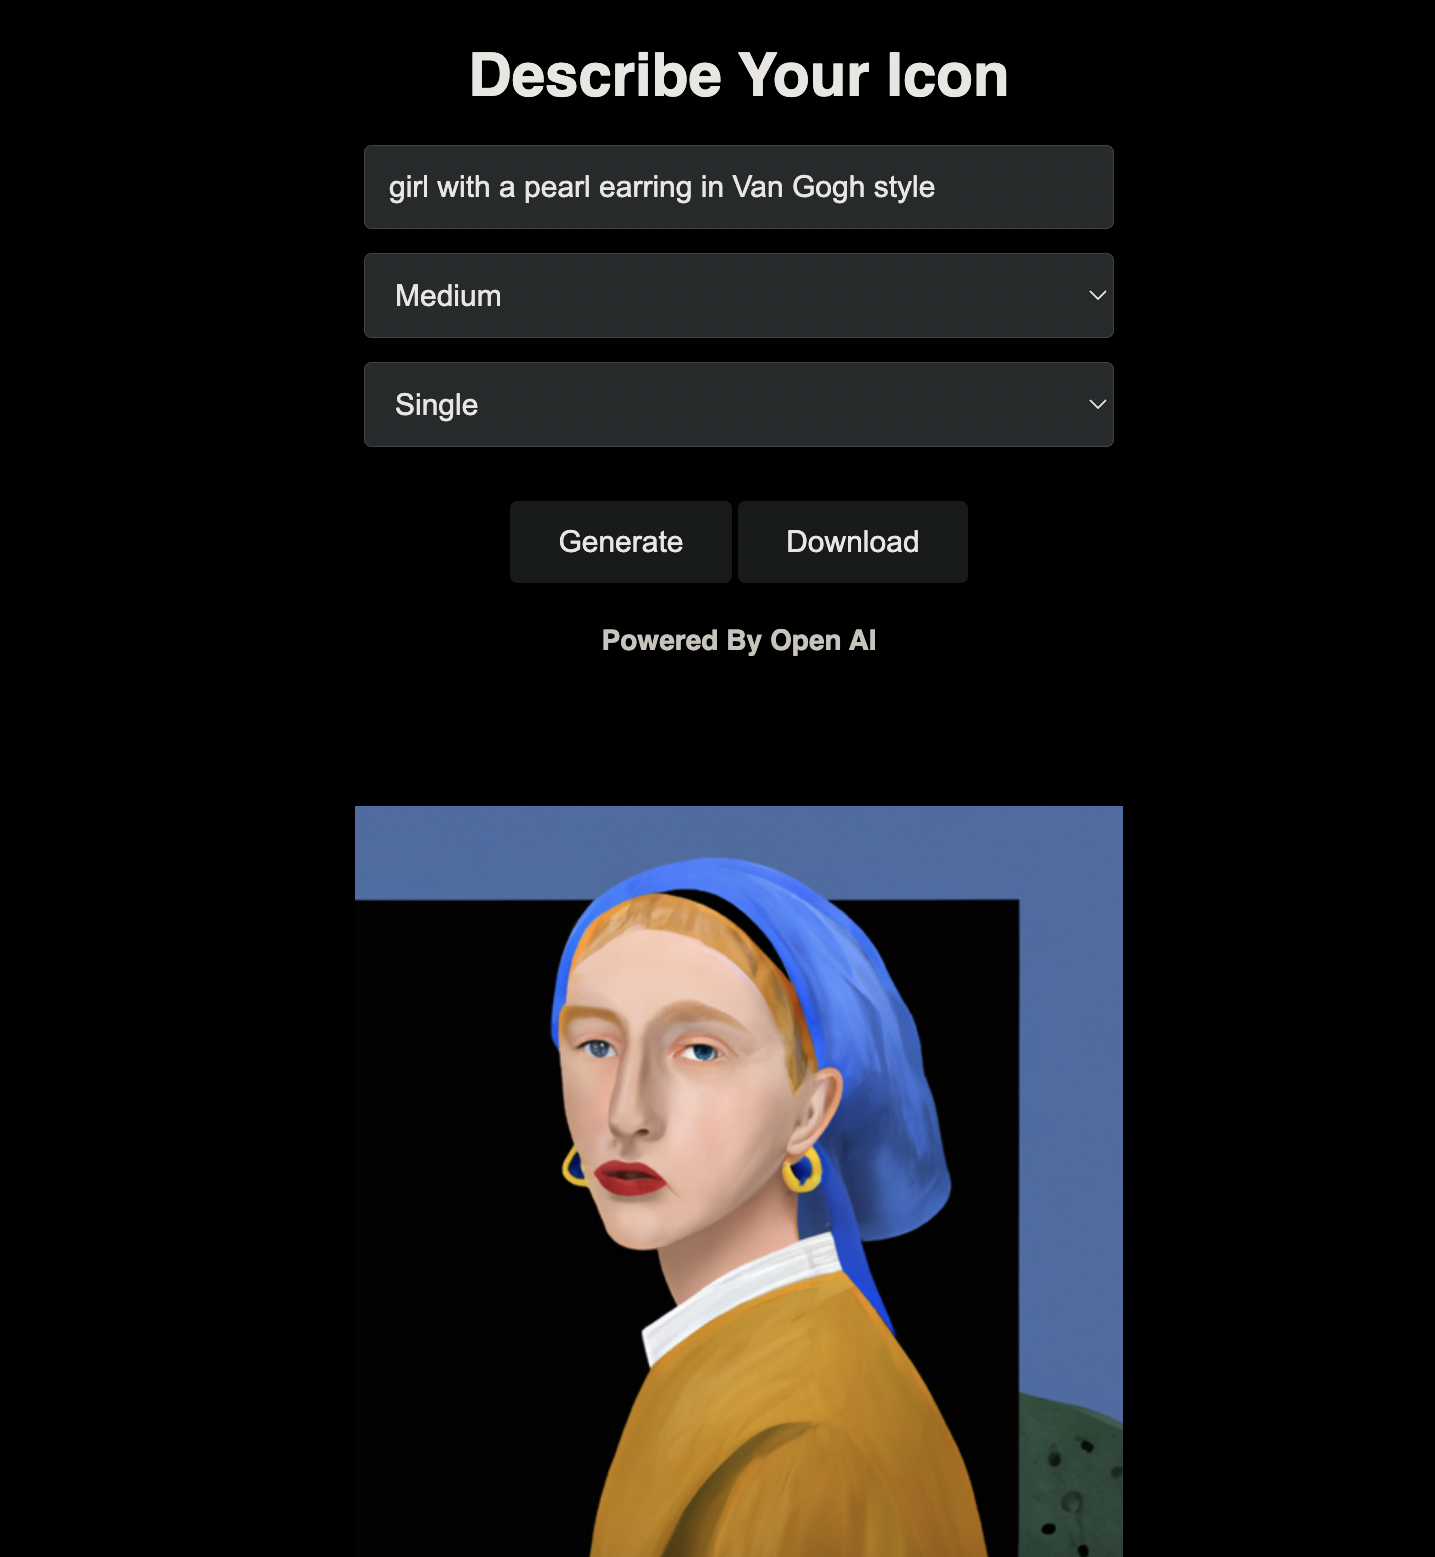 Describe Your Icon
girl with a pearl earring in Van Gogh style
Medium
Single
Generate
Download
Powered By Open AI